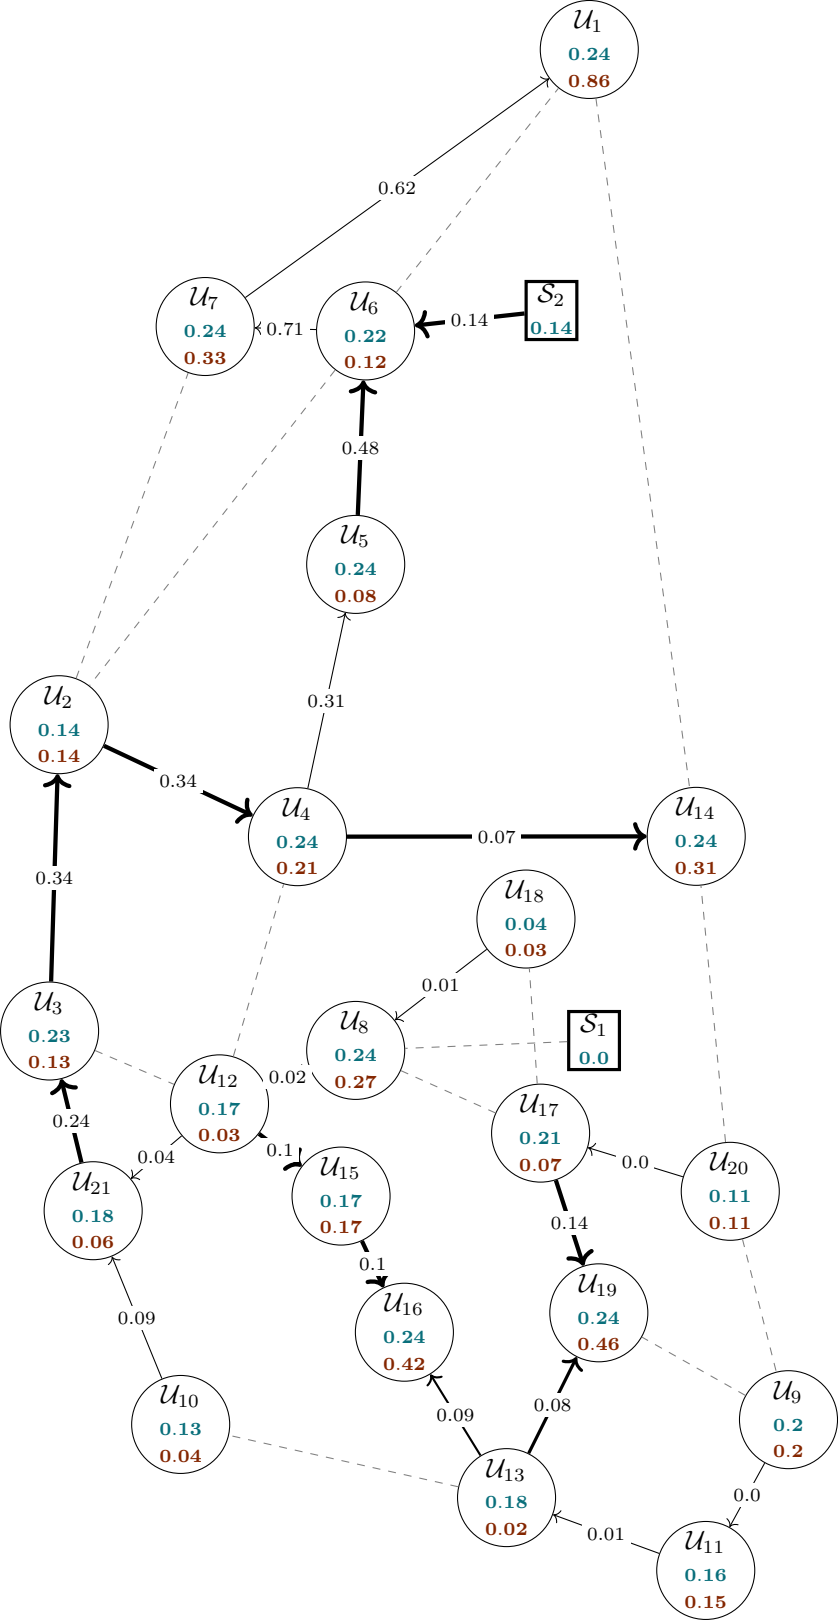 𝒰₁
0.24
0.86
0.62
𝒰₇
0.24
0.33
0.71
𝒰₆
0.22
0.12
0.14
𝒮₂
0.14
0.48
𝒰₅
0.24
0.08
0.31
𝒰₂
0.14
0.14
0.34
𝒰₄
0.24
0.21
0.07
𝒰₁₄
0.24
0.31
0.34
𝒰₁₈
0.04
0.03
0.01
𝒰₃
0.23
0.13
𝒰₈
0.24
0.27
𝒮₁
0.0
𝒰₁₂
0.17
0.03
0.02
𝒰₁₇
0.21
0.07
0.24
0.04
0.1
0.0
𝒰₂₀
0.11
0.11
𝒰₂₁
0.18
0.06
𝒰₁₅
0.17
0.17
0.14
0.1
𝒰₁₉
0.24
0.46
0.09
𝒰₁₆
0.24
0.42
𝒰₁₀
0.13
0.04
0.09
0.08
𝒰₉
0.2
0.2
𝒰₁₃
0.18
0.02
0.0
0.01
𝒰₁₁
0.16
0.15